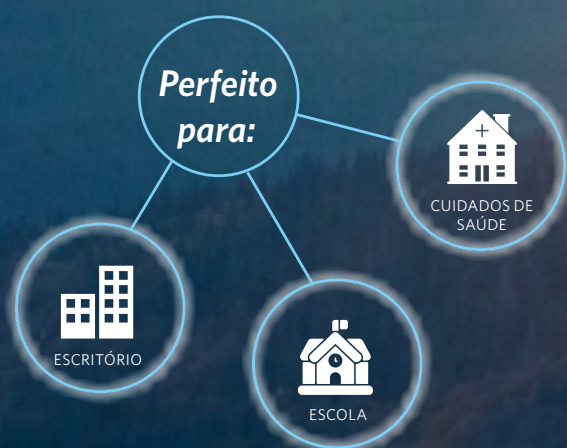 Perfeito
para:
CUIDADOS DE
SAÚDE
ESCRITÓRIO
ESCOLA